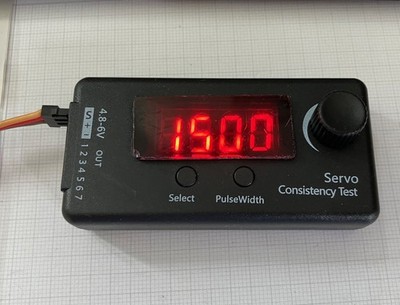 1500
4.8-6V OUT
S + -
1 2 3 4 5 6 7
Select
PulseWidth
Servo
Consistency Test